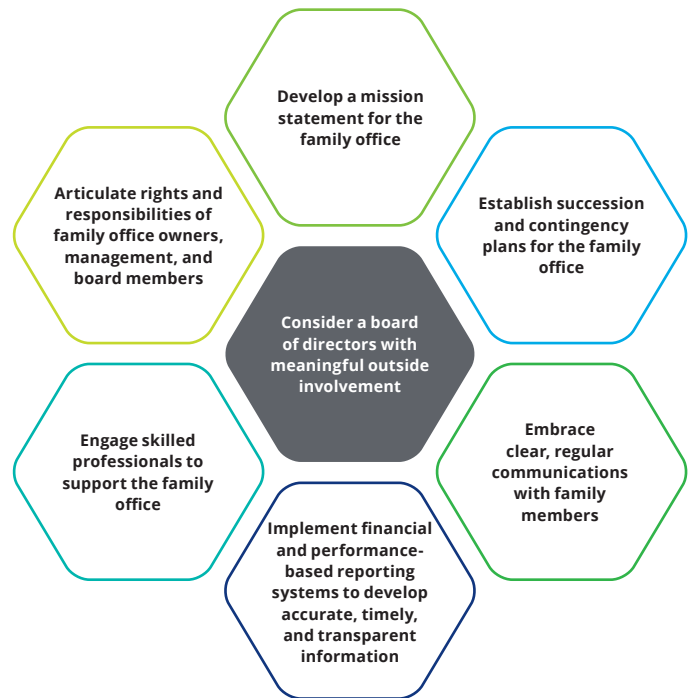 Develop a mission
statement for the
family office
Articulate rights and
responsibilities of
family office owners,
management, and
board members
Establish succession
and contingency
plans for the family
office
Consider a board
of directors with
meaningful outside
involvement
Engage skilled
professionals to
support the family
office
Embrace
clear, regular
communications
with family
members
Implement financial
and performance-
based reporting
systems to develop
accurate, timely,
and transparent
information